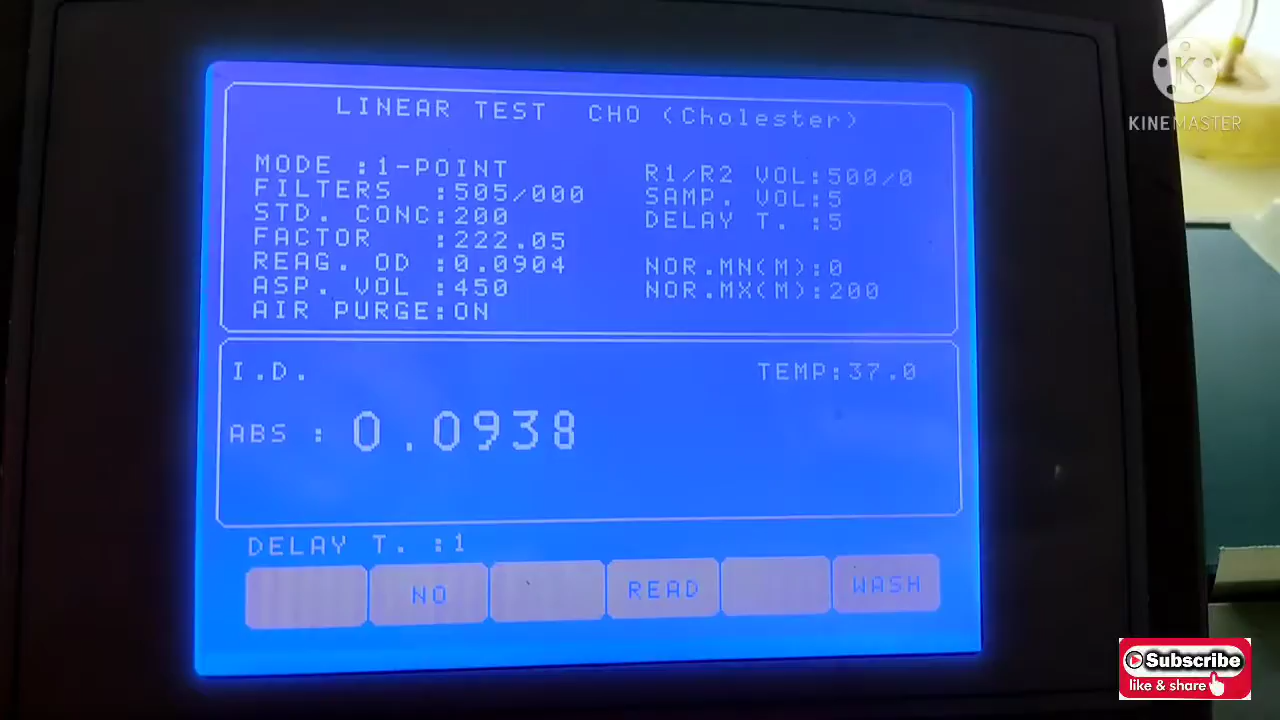 LINEAR TEST CHO (Cholester)
MODE :1-POINT
FILTERS :505/000
STD. CONC:200
FACTOR :222.05
REAG. OD :0.0904
ASP. VOL :450
AIR PURGE:ON
R1/R2 VOL:500/0
SAMP. VOL:5
DELAY T. :5
NOR.MN(M):0
NOR.MX(M):200
I.D.
TEMP:37.0
ABS : 0.0938
DELAY T. :1
NO READ WASH
K
KINEMASTER
Subscribe
like & share